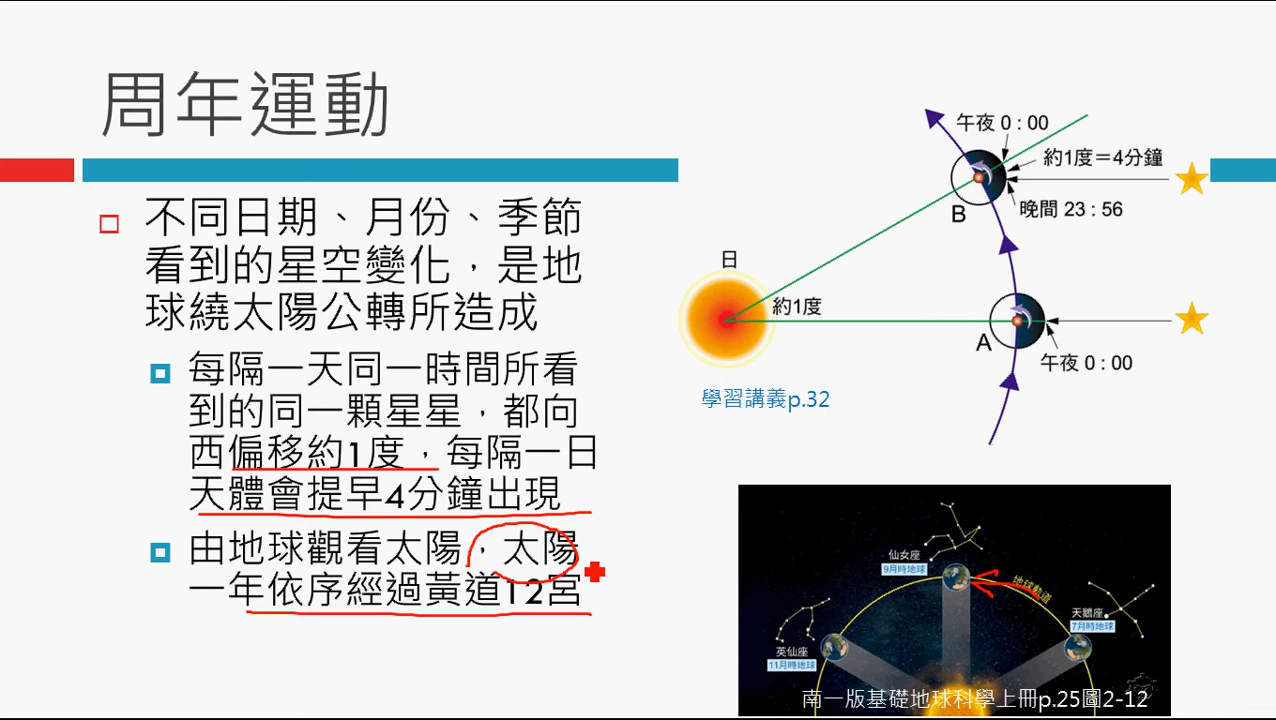 周年運動
不同日期、月份、季節
看到的星空變化，是地
球繞太陽公轉所造成
每隔一天同一時間所看
到的同一顆星星，都向
西偏移約1度，每隔一日
天體會提早4分鐘出現
由地球觀看太陽，太陽
一年依序經過黃道12宮
午夜 0 : 00
約1度＝4分鐘
B
晚間 23 : 56
日
約1度
A
午夜 0 : 00
學習講義p.32
仙女座
9月時地球
地球軌道
天鵝座
7月時地球
英仙座
11月時地球
南一版基礎地球科學上冊p.25圖2-12